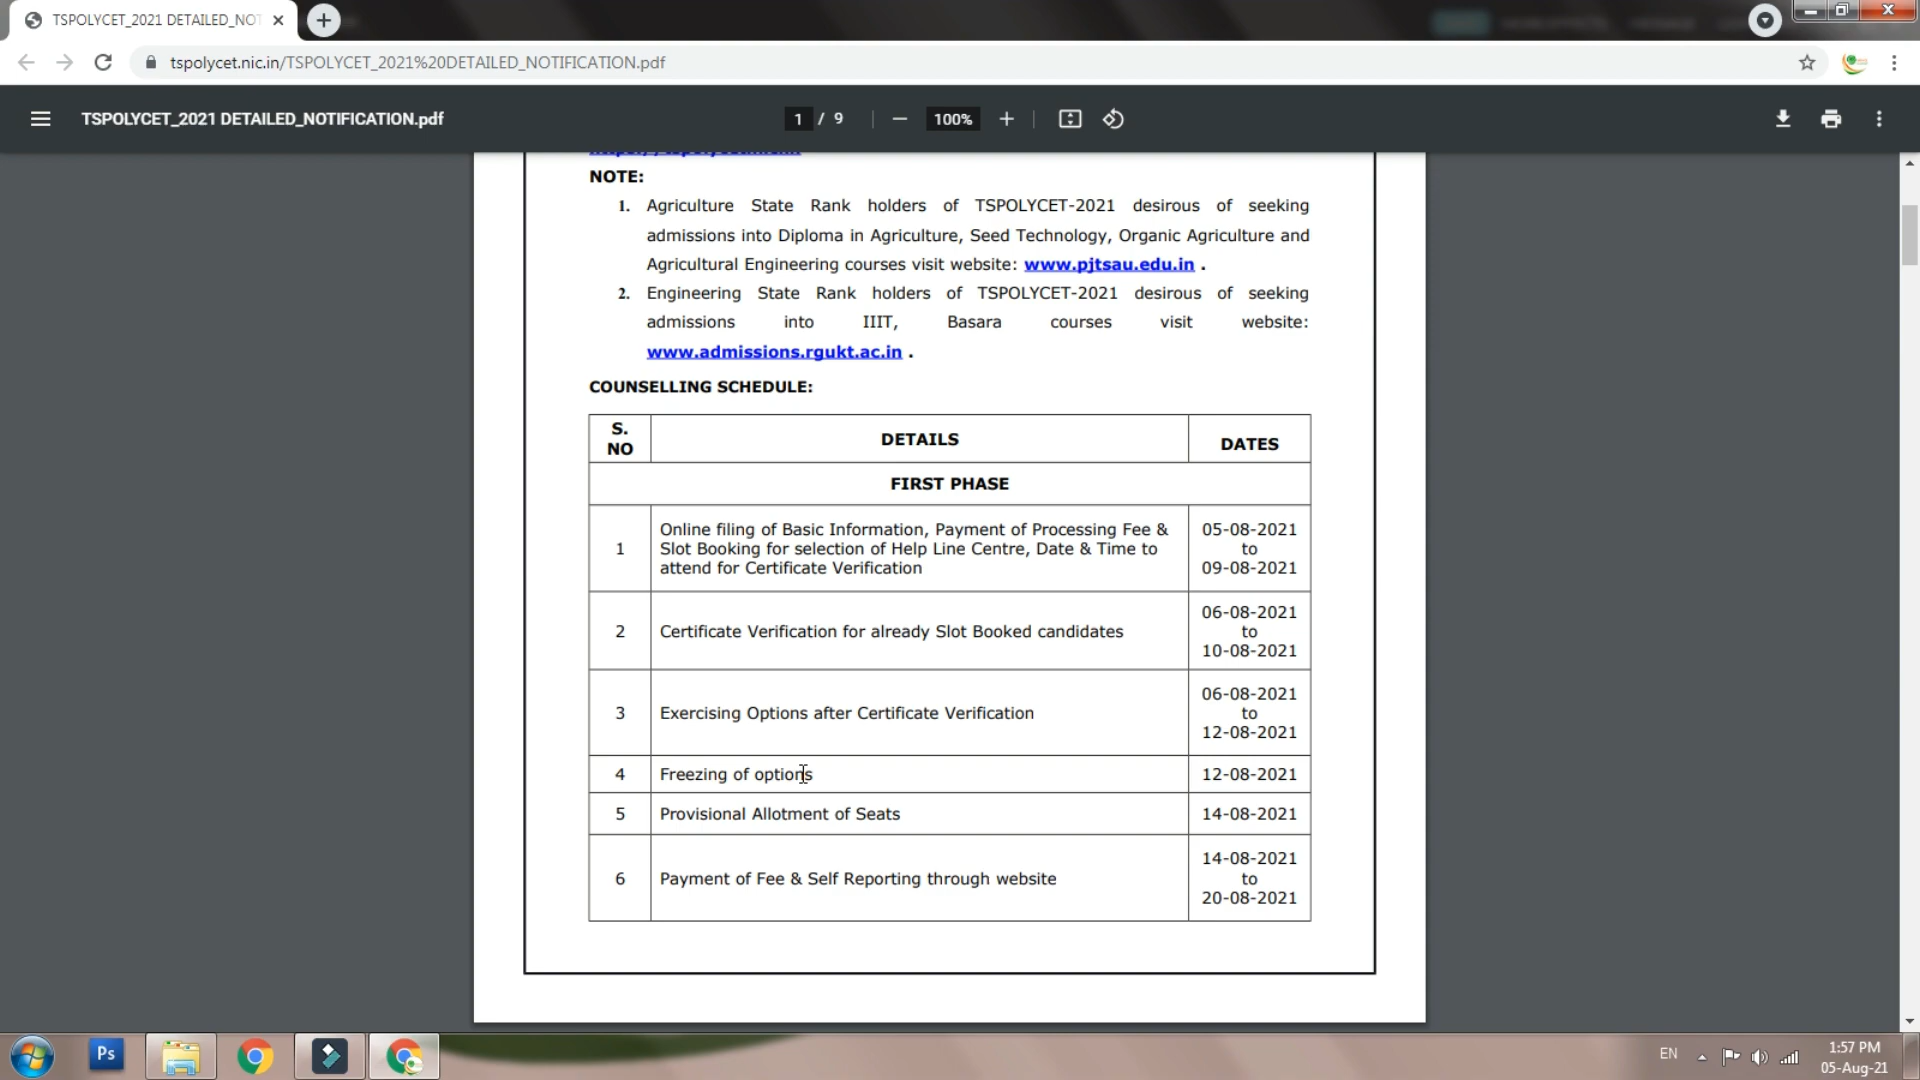 TSPOLYCET_2021 DETAILED_NOT
tspolycet.nic.in/TSPOLYCET_2021%20DETAILED_NOTIFICATION.pdf
TSPOLYCET_2021 DETAILED_NOTIFICATION.pdf
1 / 9
100%
NOTE:
1. Agriculture State Rank holders of TSPOLYCET-2021 desirous of seeking
admissions into Diploma in Agriculture, Seed Technology, Organic Agriculture and
Agricultural Engineering courses visit website: www.pjtsau.edu.in .
2. Engineering State Rank holders of TSPOLYCET-2021 desirous of seeking
admissions into IIIT, Basara courses visit website:
www.admissions.rgukt.ac.in .
COUNSELLING SCHEDULE:
S. NO DETAILS DATES
FIRST PHASE
1 Online filing of Basic Information, Payment of Processing Fee &
Slot Booking for selection of Help Line Centre, Date & Time to
attend for Certificate Verification
05-08-2021
to
09-08-2021
2 Certificate Verification for already Slot Booked candidates
06-08-2021
to
10-08-2021
3 Exercising Options after Certificate Verification
06-08-2021
to
12-08-2021
4 Freezing of options 12-08-2021
5 Provisional Allotment of Seats 14-08-2021
6 Payment of Fee & Self Reporting through website
14-08-2021
to
20-08-2021
Ps
EN
1:57 PM
05-Aug-21